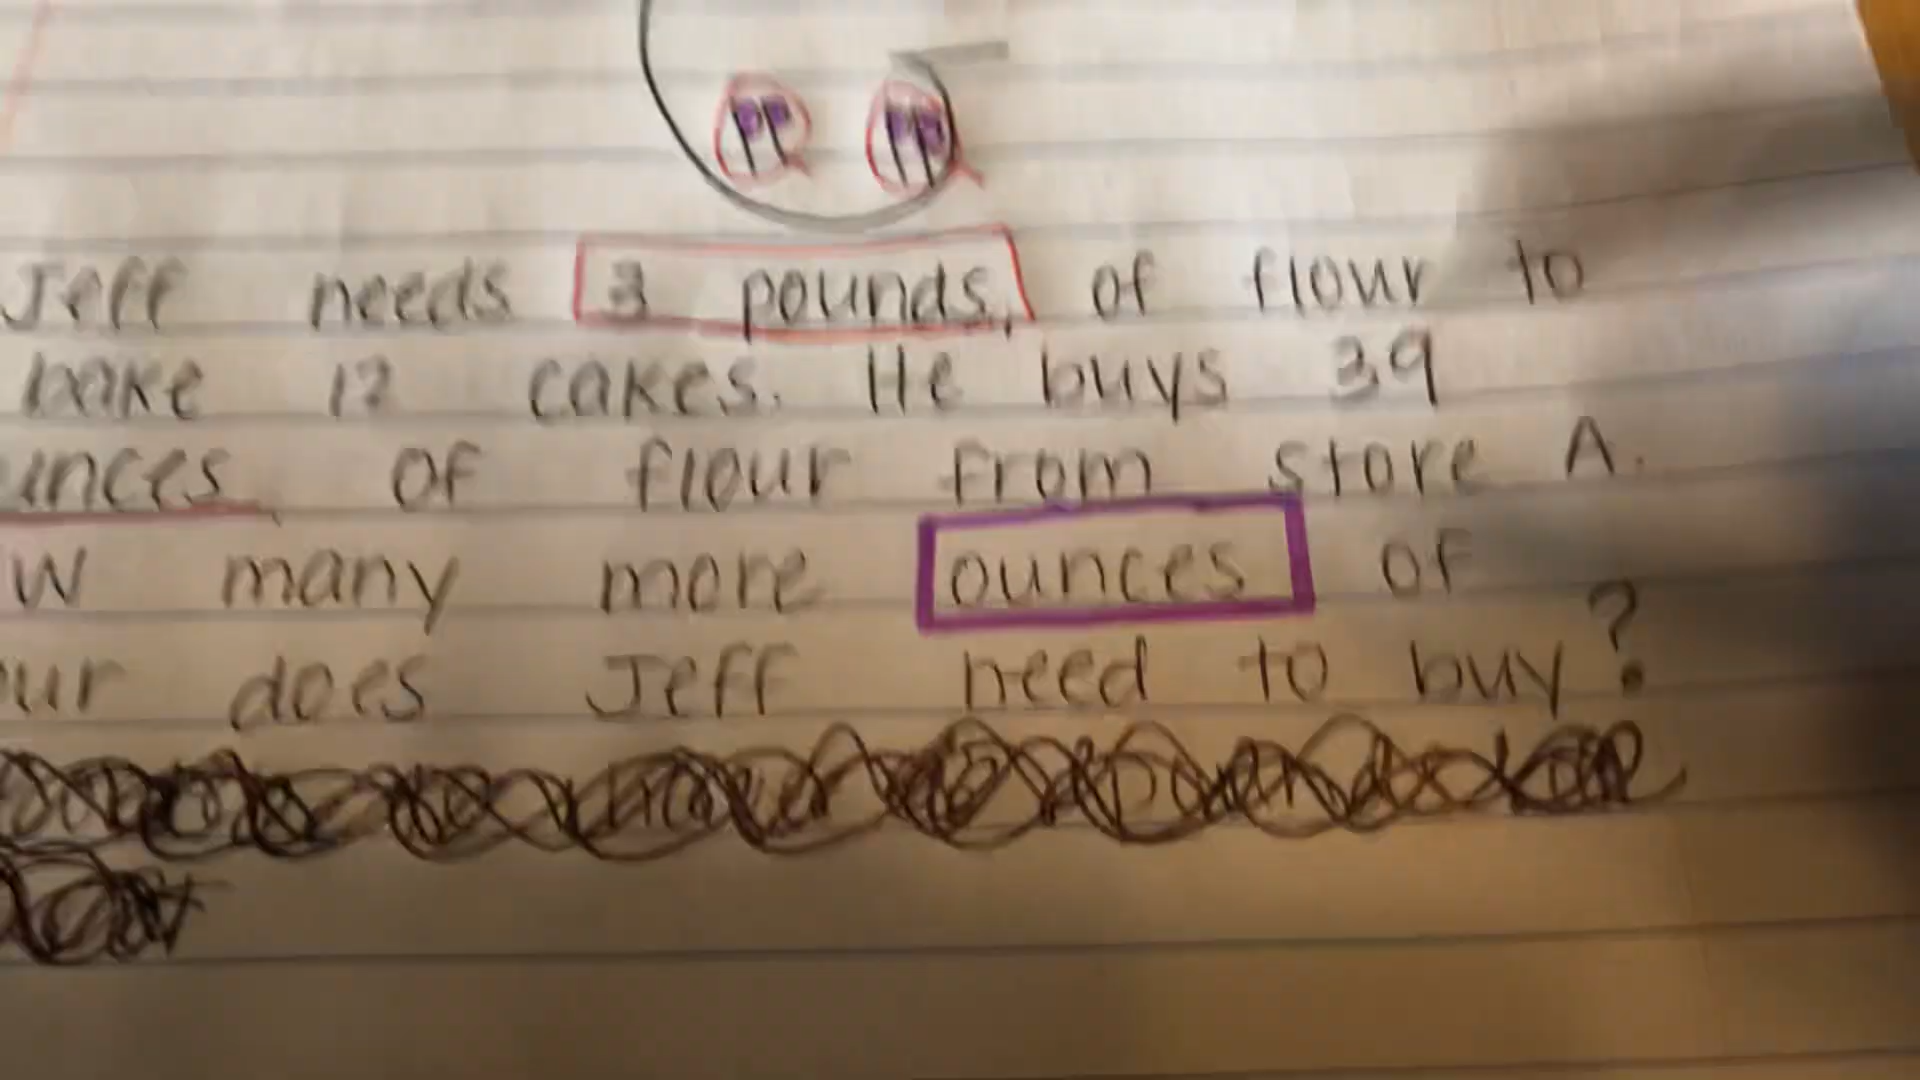 Jeff needs 3 pounds, of flour to
bake 12 cakes. He buys 39
unces of flour from store A.
w many more ounces of
ur does Jeff need to buy?